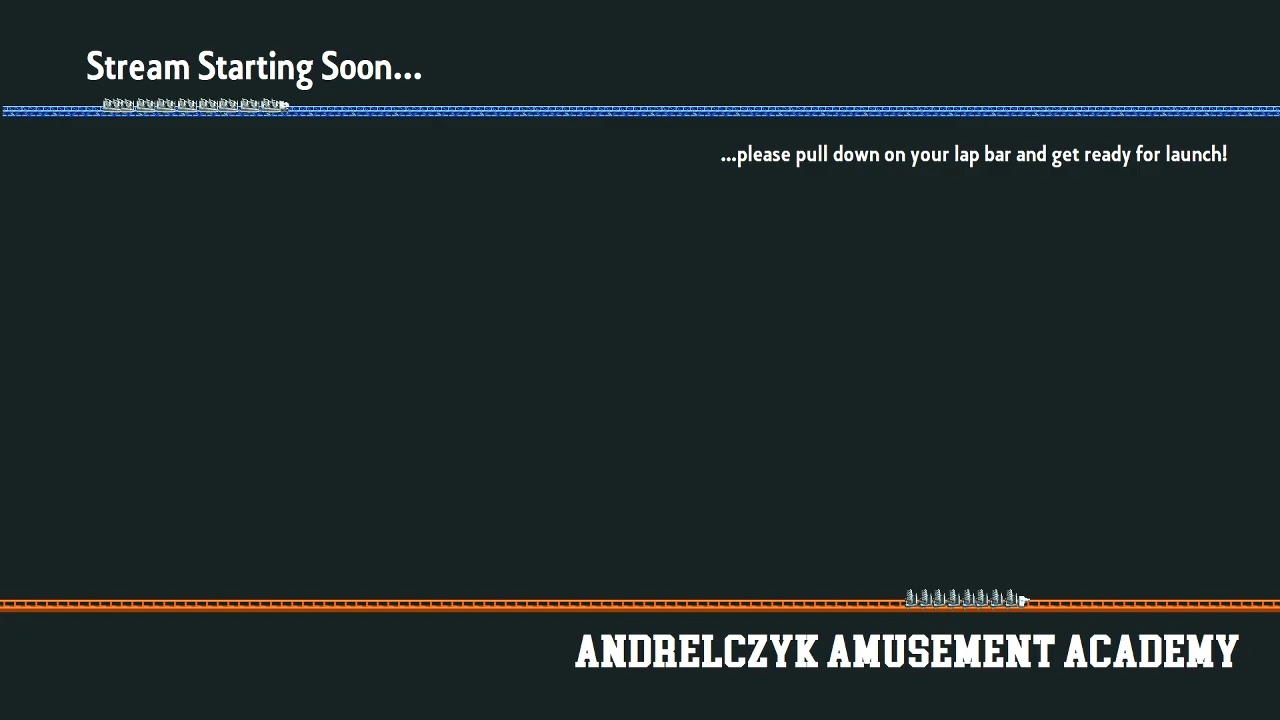 Stream Starting Soon...
...please pull down on your lap bar and get ready for launch!
ANDRELCZYK AMUSEMENT ACADEMY